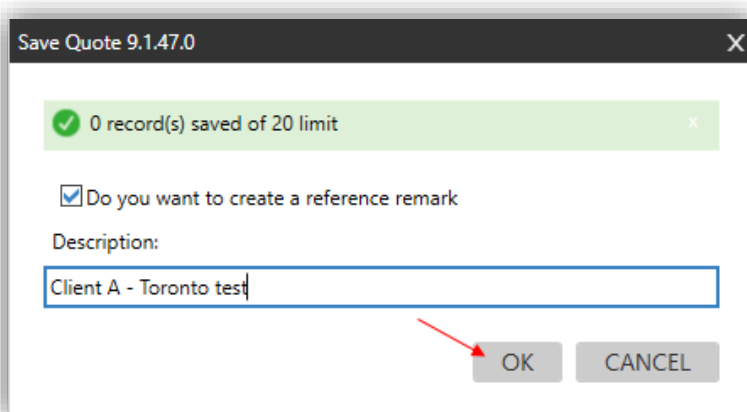 Save Quote 9.1.47.0 X
0 record(s) saved of 20 limit x
Do you want to create a reference remark
Description:
Client A - Toronto test
OK CANCEL